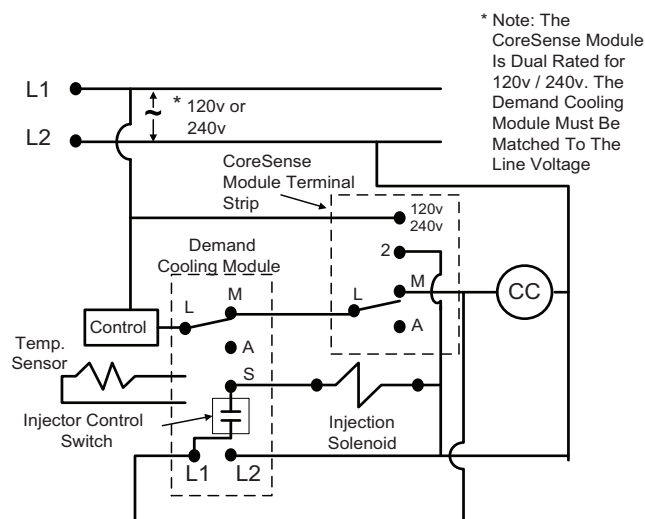 * Note: The
CoreSense Module
Is Dual Rated for
120v / 240v. The
Demand Cooling
Module Must Be
Matched To The
Line Voltage
L1
~ * 120v or
240v
L2
CoreSense
Module Terminal
Strip
120v
240v
2
Demand
Cooling Module
M
L
CC
A
Control
L
M
A
Temp.
Sensor
S
Injector Control
Switch
Injection
Solenoid
L1
L2